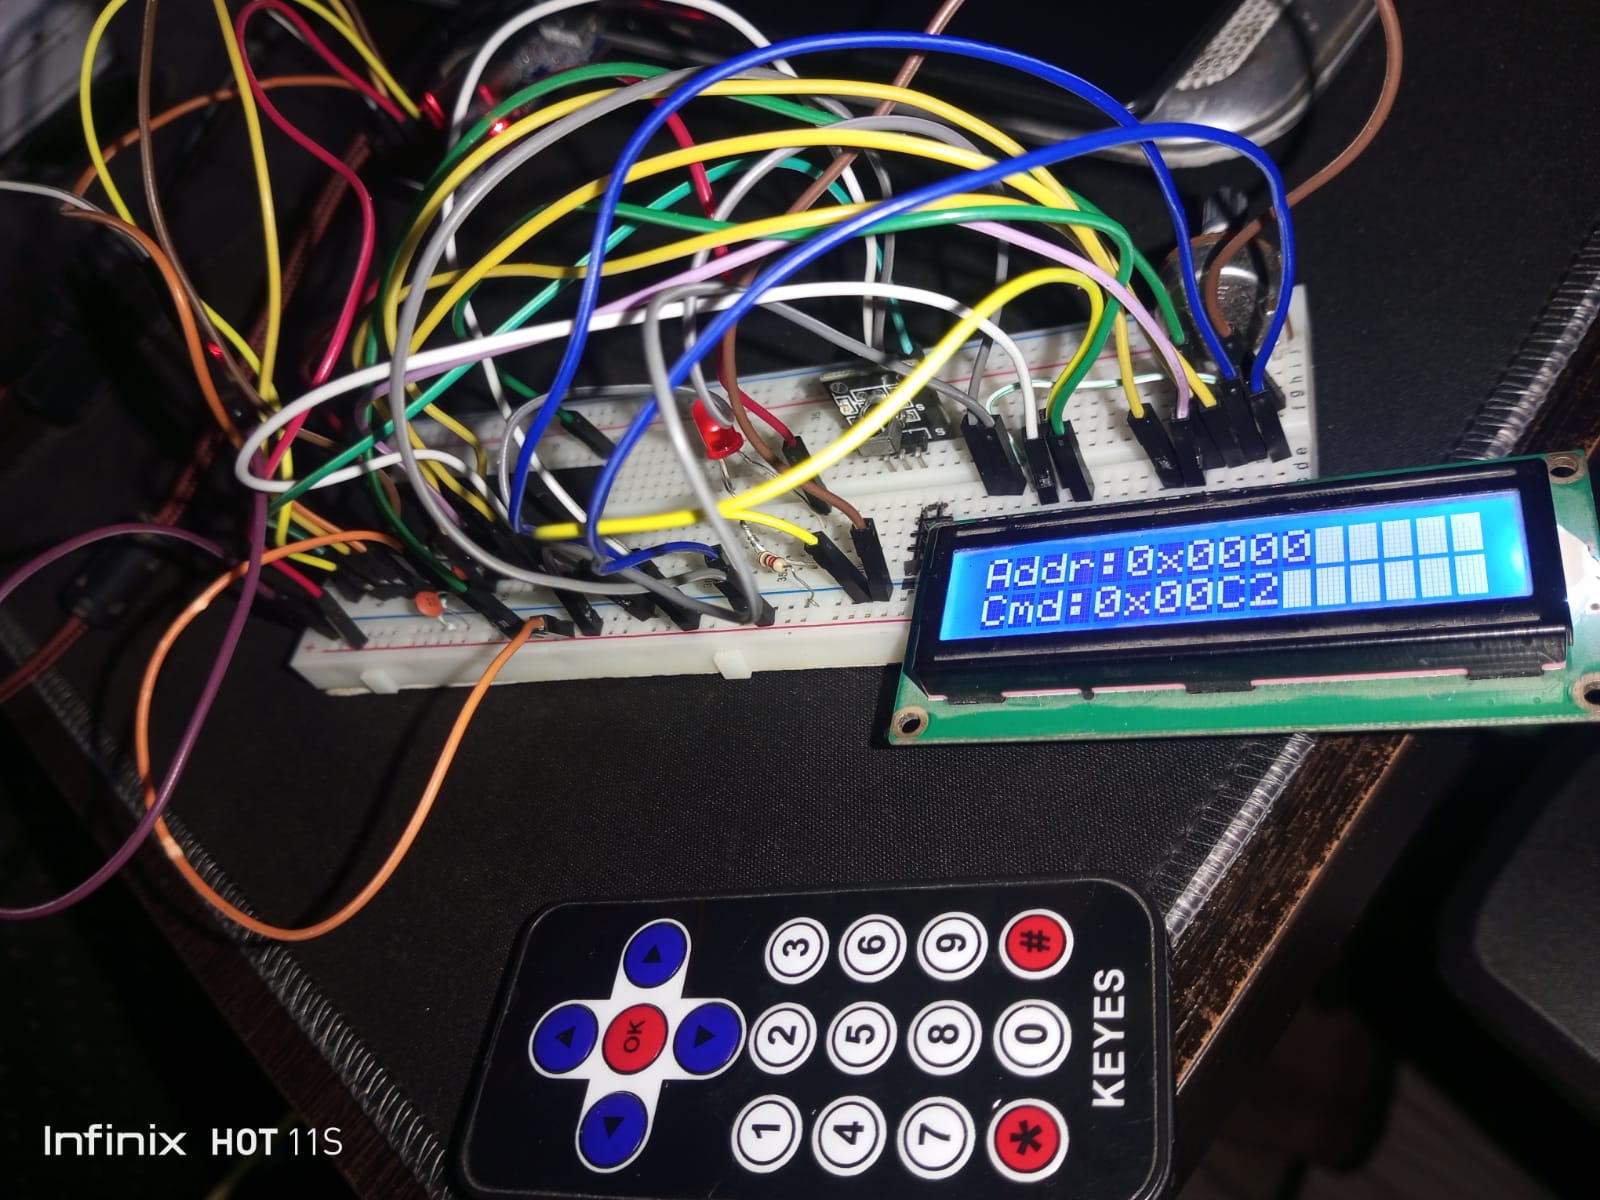 Addr:0x0000
Cmd:0x00C2
OK
1 2 3
4 5 6
7 8 9
* 0 #
KEYES
Infinix HOT 11S